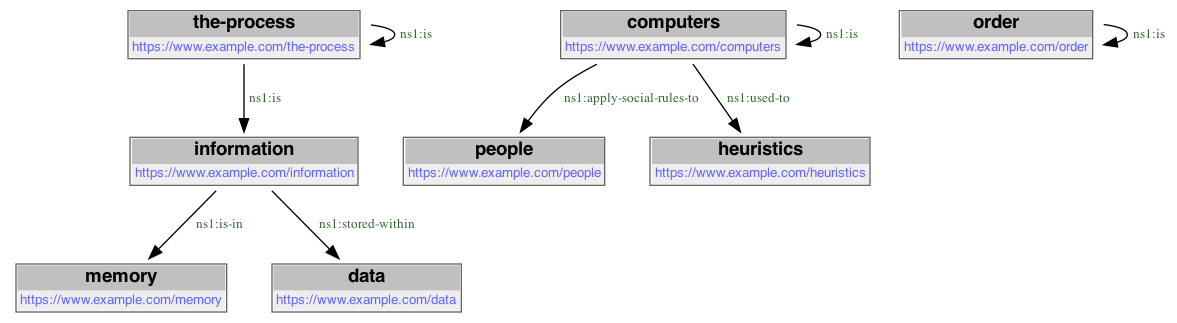 the-process
https://www.example.com/the-process
ns1:is
computers
https://www.example.com/computers
ns1:is
order
https://www.example.com/order
ns1:is
ns1:is
ns1:apply-social-rules-to
ns1:used-to
information
https://www.example.com/information
people
https://www.example.com/people
heuristics
https://www.example.com/heuristics
ns1:is-in
ns1:stored-within
memory
https://www.example.com/memory
data
https://www.example.com/data